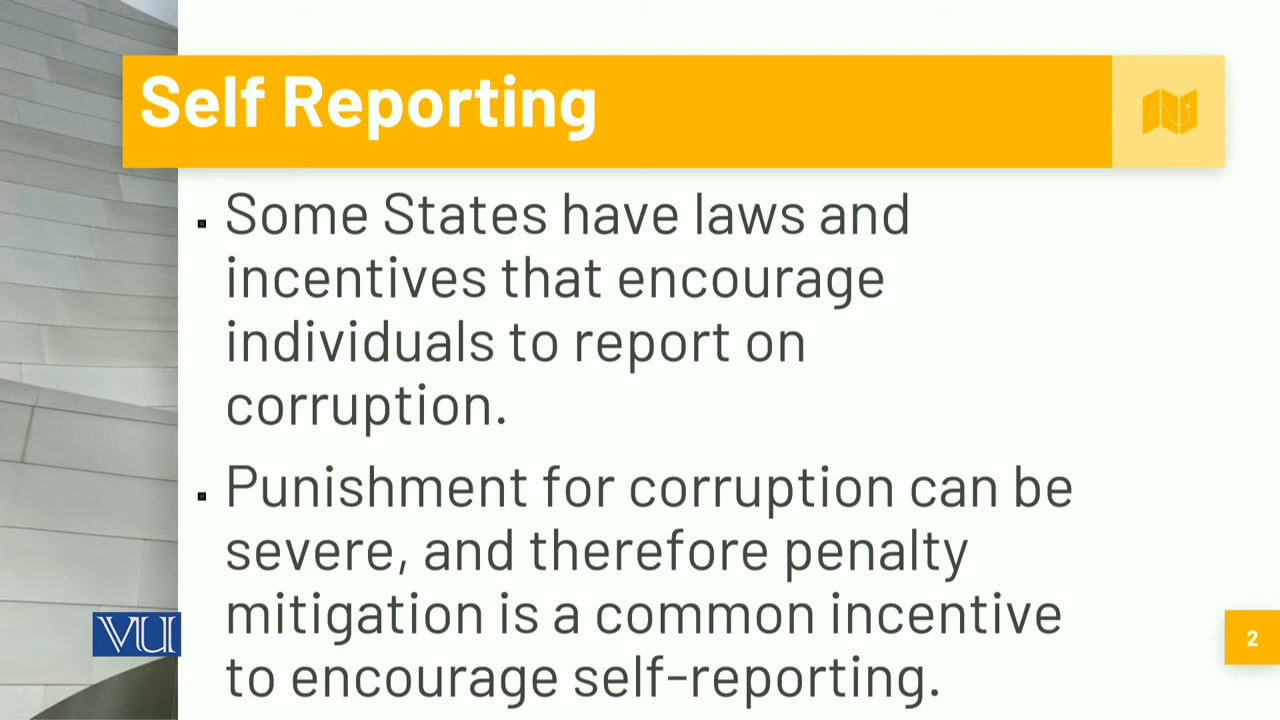 Self Reporting
Some States have laws and
incentives that encourage
individuals to report on
corruption.
Punishment for corruption can be
severe, and therefore penalty
mitigation is a common incentive
to encourage self-reporting.
VU
2